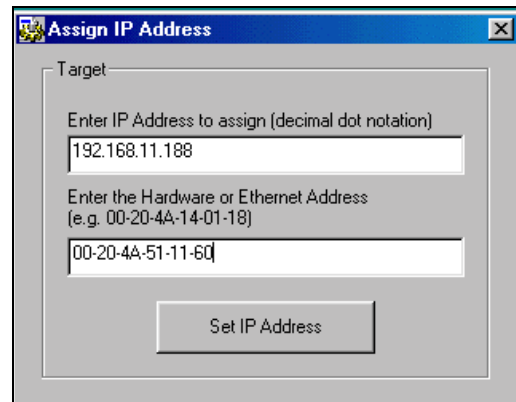 Assign IP Address
Target
Enter IP Address to assign (decimal dot notation)
192.168.11.188
Enter the Hardware or Ethernet Address
(e.g. 00-20-4A-14-01-18)
00-20-4A-51-11-60
Set IP Address